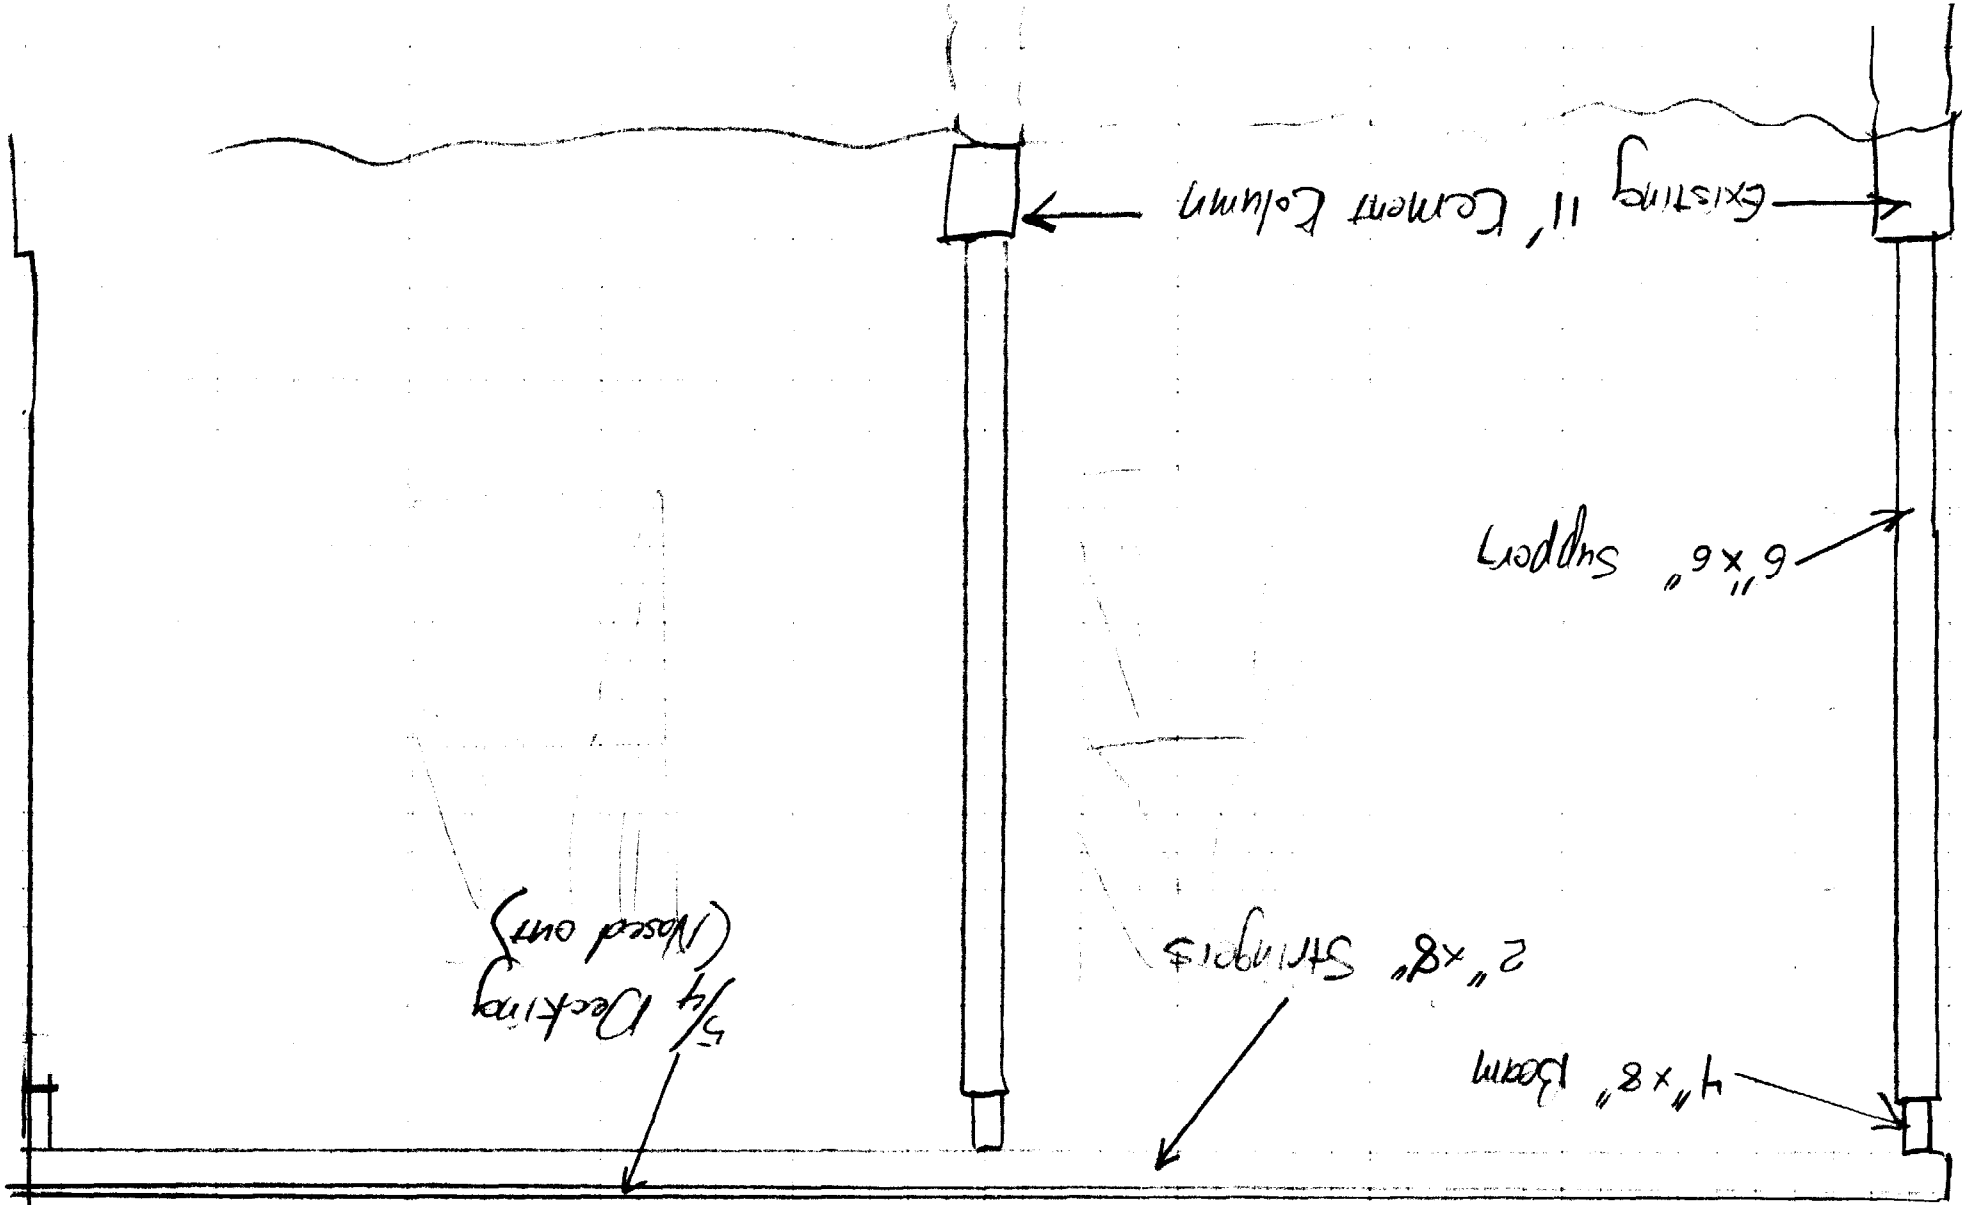 4"x8" Beam
2"x8" Stringers
5/4 Decking
(Nosed out)
6"x6" Support
Existing 11' Cement Column